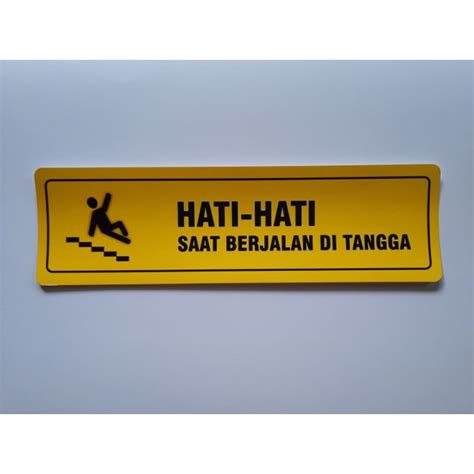 HATI-HATI
SAAT BERJALAN DI TANGGA